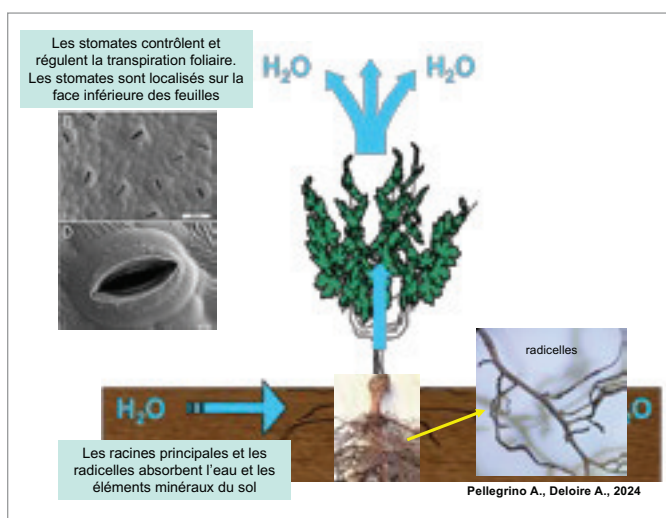 Les stomates contrôlent et
régulent la transpiration foliaire.
Les stomates sont localisés sur la
face inférieure des feuilles
H₂O
H₂O
radicelles
H₂O
Les racines principales et les
radicelles absorbent l'eau et les
éléments minéraux du sol
Pellegrino A., Deloire A., 2024